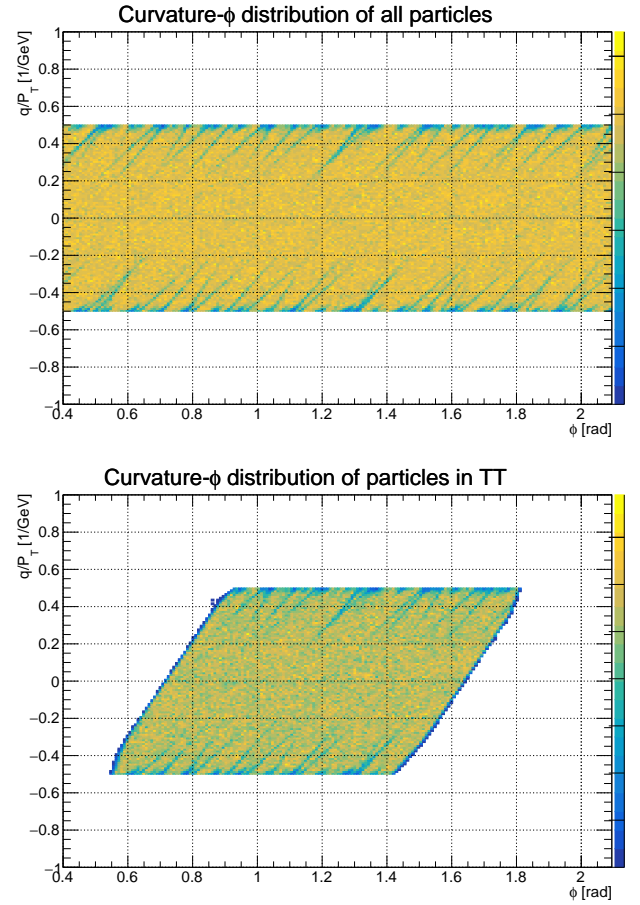 Curvature-ϕ distribution of all particles
q/P_T [1/GeV]
1
0.8
0.6
0.4
0.2
0
−0.2
−0.4
−0.6
−0.8
−1
0.4 0.6 0.8 1 1.2 1.4 1.6 1.8 2
ϕ [rad]
Curvature-ϕ distribution of particles in TT
q/P_T [1/GeV]
1
0.8
0.6
0.4
0.2
0
−0.2
−0.4
−0.6
−0.8
−1
0.4 0.6 0.8 1 1.2 1.4 1.6 1.8 2
ϕ [rad]